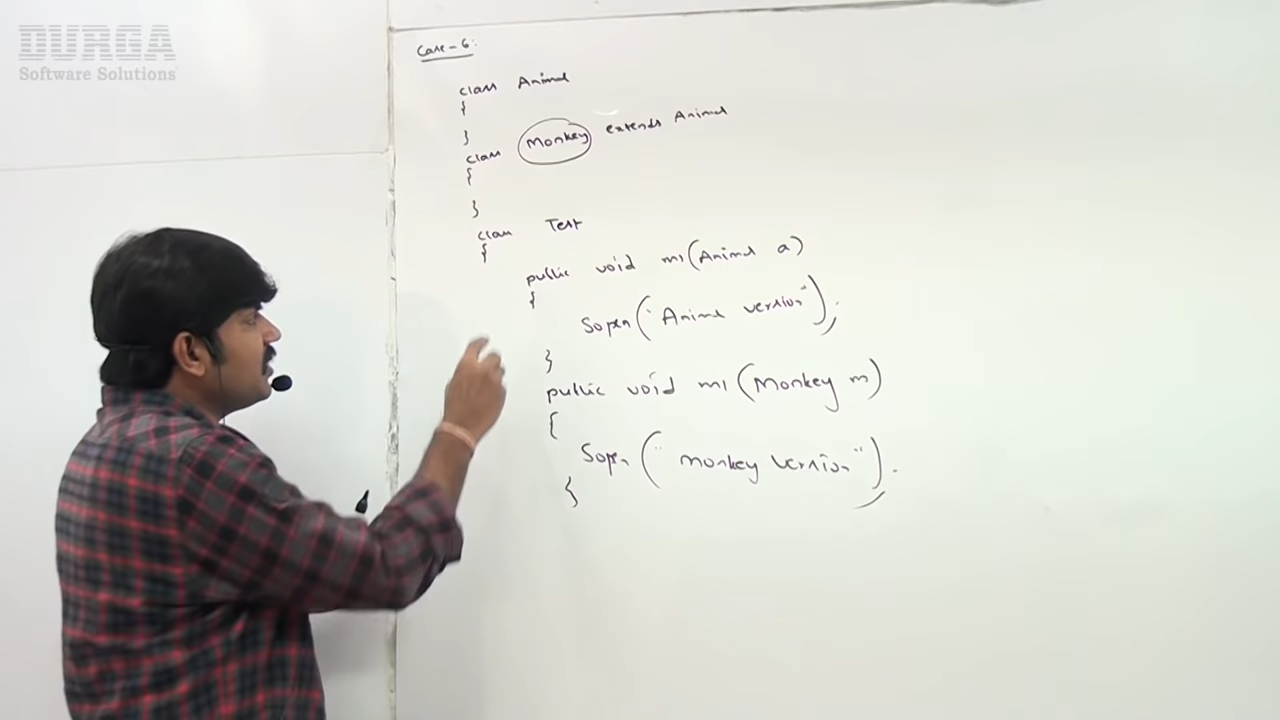 DURGA
Software Solutions
Case-6:
class Animal
{
}
class Monkey extends Animal
{
}
class Test
{
public void m1(Animal a)
{
Sopln("Animal version");
}
public void m1(Monkey m)
{
Sopln("monkey version");
}